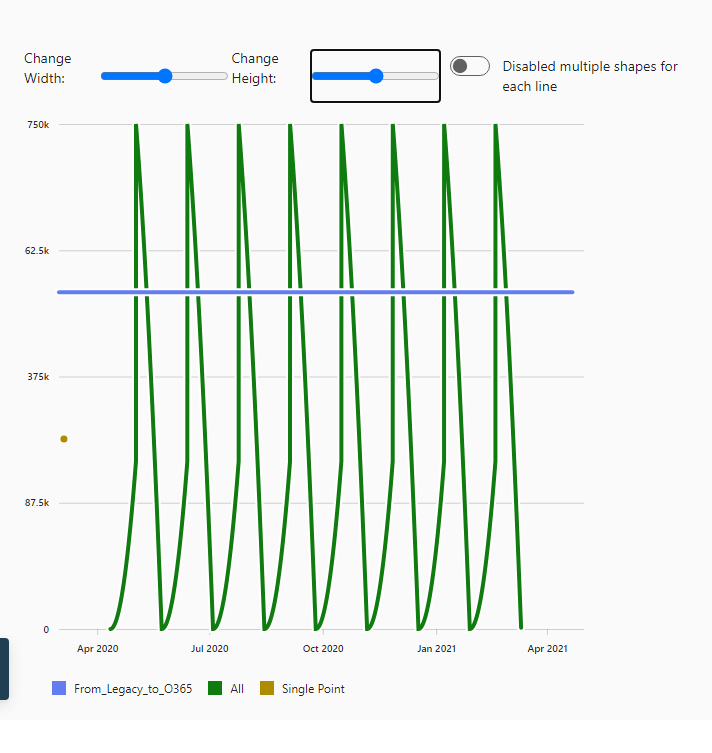 Change Width:
Change Height:
Disabled multiple shapes for
each line
750k
62.5k
375k
87.5k
0
Apr 2020
Jul 2020
Oct 2020
Jan 2021
Apr 2021
From_Legacy_to_O365
All
Single Point